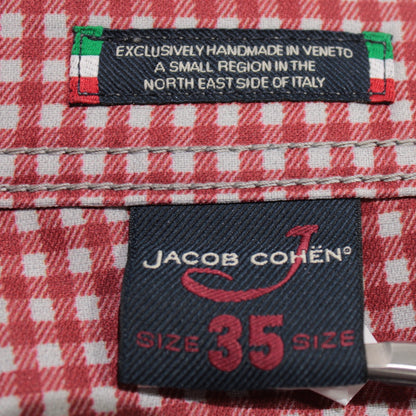 EXCLUSIVELY HANDMADE IN VENETO
A SMALL REGION IN THE
NORTH EAST SIDE OF ITALY
J
JACOB COHËN®
SIZE 35 SIZE